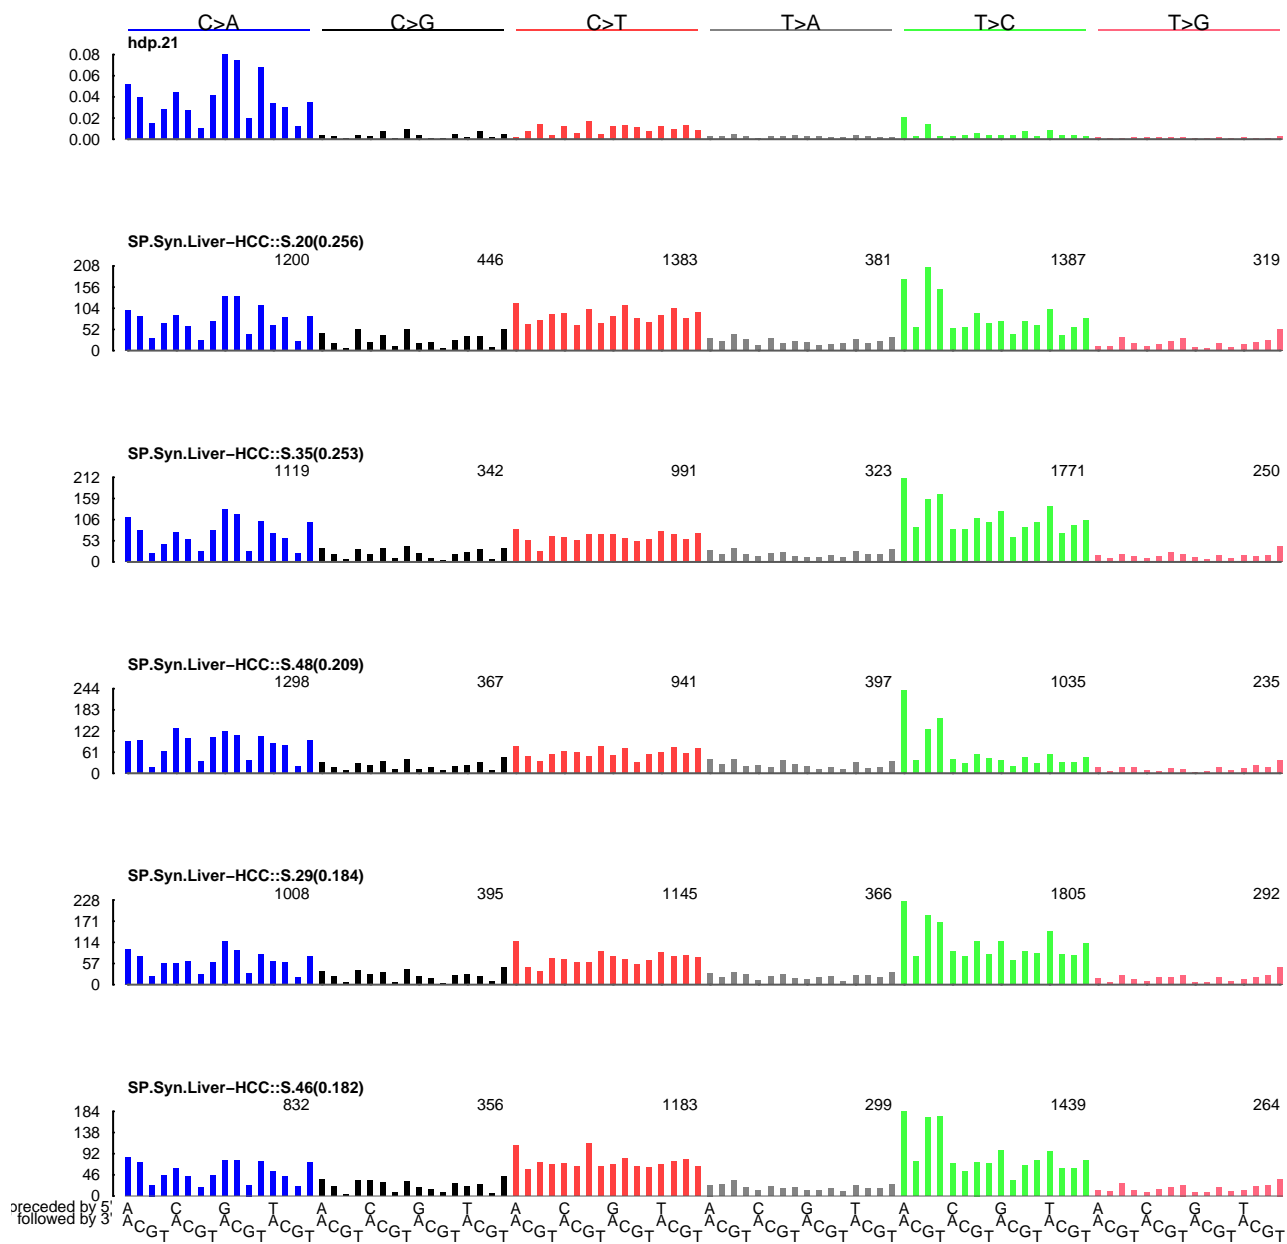 C>A C>G C>T T>A T>C T>G
hdp.21
0.08
0.06
0.04
0.02
0.00
SP.Syn.Liver−HCC::S.20(0.256)
1200 446 1383 381 1387 319
208
156
104
52
0
SP.Syn.Liver−HCC::S.35(0.253)
1119 342 991 323 1771 250
212
159
106
53
0
SP.Syn.Liver−HCC::S.48(0.209)
1298 367 941 397 1035 235
244
183
122
61
0
SP.Syn.Liver−HCC::S.29(0.184)
1008 395 1145 366 1805 292
228
171
114
57
0
SP.Syn.Liver−HCC::S.46(0.182)
832 356 1183 299 1439 264
184
138
92
46
0
preceded by 5' A C G T A C G T A C G T A C G T A C G T A C G T
followed by 3' A C G T A C G T A C G T A C G T A C G T A C G T A C G T A C G T A C G T A C G T A C G T A C G T A C G T A C G T A C G T A C G T A C G T A C G T A C G T A C G T A C G T A C G T A C G T A C G T